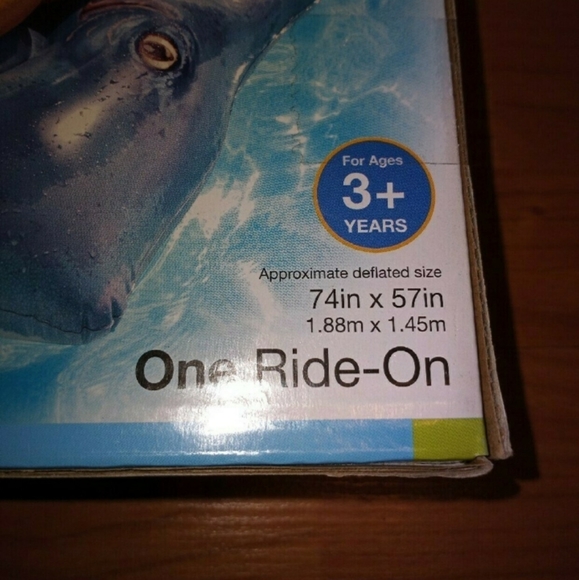 For Ages
3+
YEARS
Approximate deflated size
74in x 57in
1.88m x 1.45m
One Ride-On